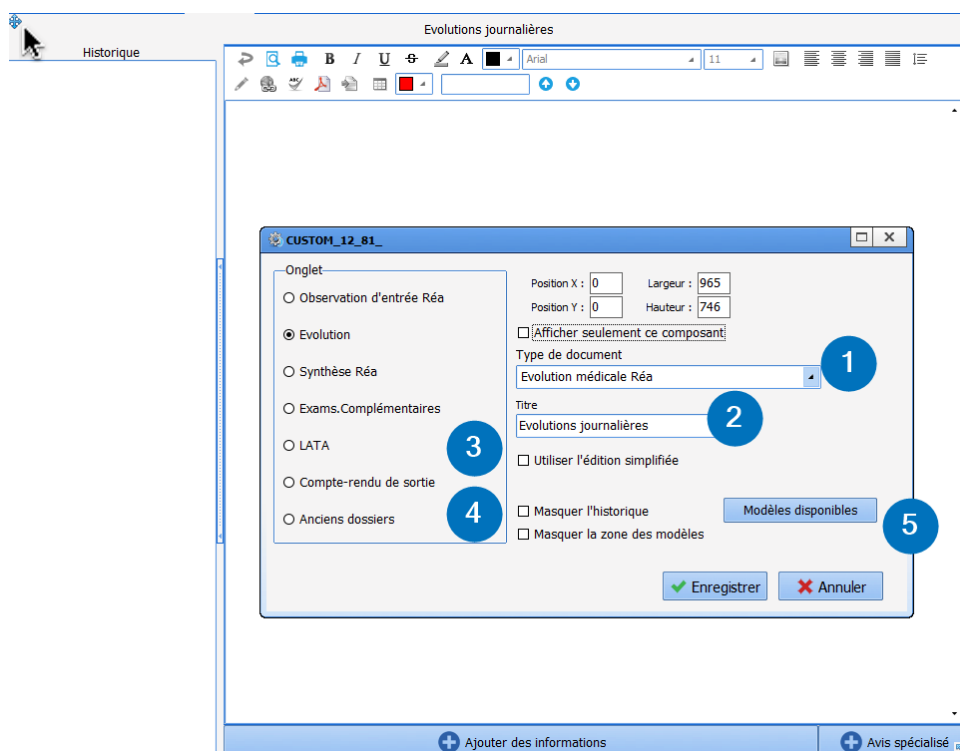 Evolutions journalières
Historique
B I U S A Arial 11
ABC
CUSTOM_12_81_
Onglet
Observation d'entrée Réa
Evolution
Synthèse Réa
Exams.Complémentaires
LATA
Compte-rendu de sortie
Anciens dossiers
3
4
Position X : 0 Largeur : 965
Position Y : 0 Hauteur : 746
Afficher seulement ce composant
Type de document
Evolution médicale Réa
1
Titre
Evolutions journalières
2
Utiliser l'édition simplifiée
Masquer l'historique
Modèles disponibles
5
Masquer la zone des modèles
Enregistrer Annuler
Ajouter des informations Avis spécialisé